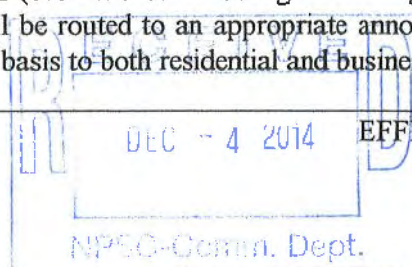 l be routed to an appropriate anno
basis to both residential and busine
RECEIVED
DEC - 4 2014 EFF
NPSC-Comm. Dept.